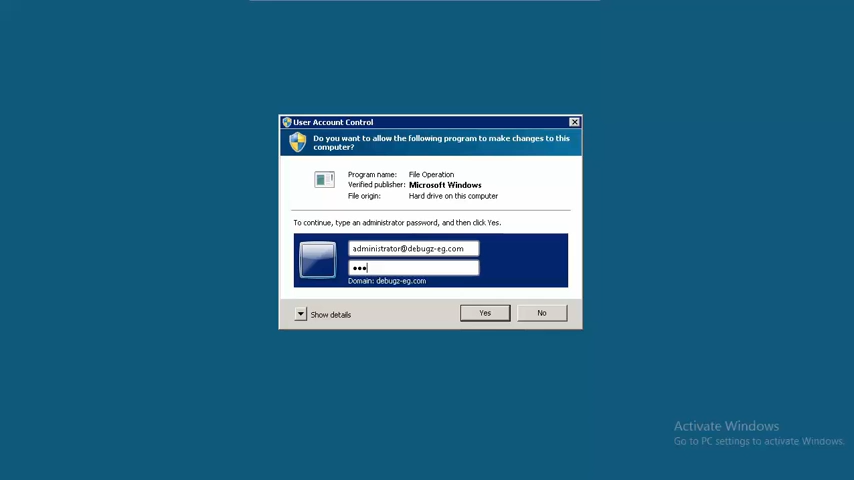 User Account Control
Do you want to allow the following program to make changes to this
computer?
Program name: File Operation
Verified publisher: Microsoft Windows
File origin: Hard drive on this computer
To continue, type an administrator password, and then click Yes.
administrator@debugz-eg.com
●●●
Domain: debugz-eg.com
Show details
Yes
No
Activate Windows
Go to PC settings to activate Windows.